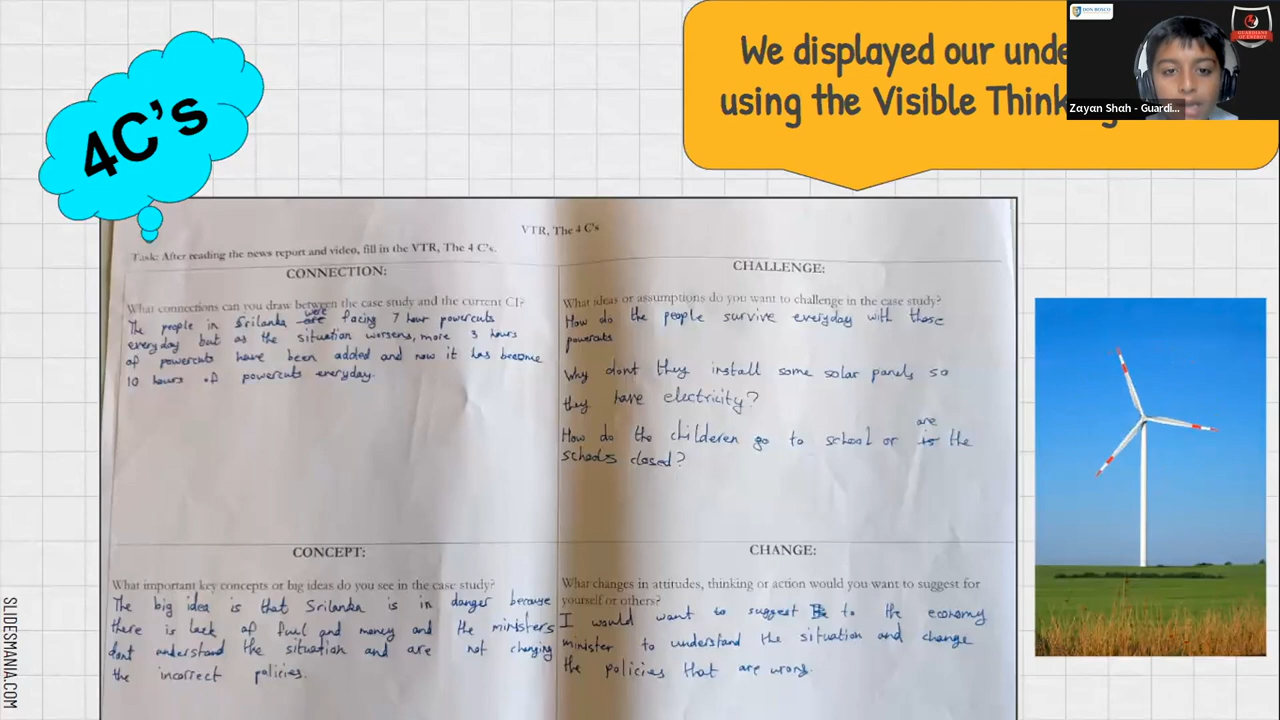 4C's
We displayed our unde
using the Visible Think
DON BOSCO
GUARDIANS
OF ENERGY
Zayan Shah - Guardi...
VTR, The 4 C's
Task: After reading the news report and video, fill in the VTR, The 4 C's.
CONNECTION:
What connections can you draw between the case study and the current CI?
were
The people in Srilanka are facing 7 hour powercuts
everyday but as the situation worsens, more 3 hours
of powercuts have been added and now it has become
10 hours of powercuts everyday.
CHALLENGE:
What ideas or assumptions do you want to challenge in the case study?
How do the people survive everyday with those
powercuts
Why dont they install some solar panels so
they have electricity?
are
How do the childeren go to school or is the
schools closed?
CONCEPT:
What important key concepts or big ideas do you see in the case study?
The big idea is that Srilanka is in danger because
there is lack of fuel and money and the ministers
dont understand the situation and are not changing
the incorrect policies.
CHANGE:
What changes in attitudes, thinking or action would you want to suggest for
yourself or others?
I would want to suggest to the economy
minister to understand the situation and change
the policies that are wrong.
SLIDESMANIA.COM